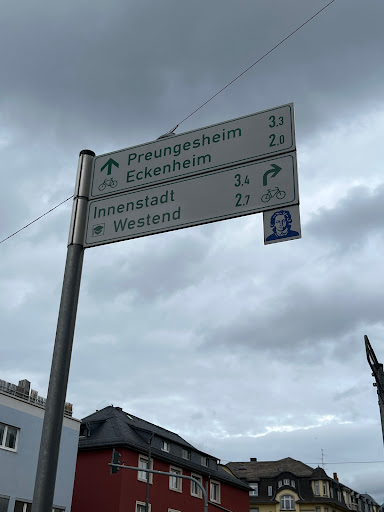 Preungesheim 3.3
Eckenheim 2.0
Innenstadt 3.4
Westend 2.7